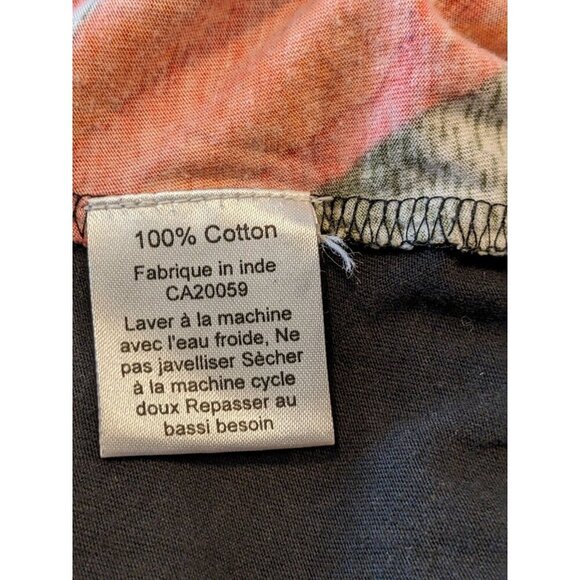 100% Cotton
Fabrique in inde
CA20059
Laver à la machine
avec l'eau froide, Ne
pas javelliser Sècher
à la machine cycle
doux Repasser au
bassi besoin